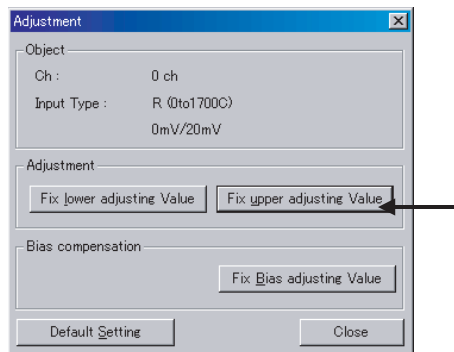 Adjustment
Object
Ch : 0 ch
Input Type : R (0to1700C)
0mV/20mV
Adjustment
Fix lower adjusting Value Fix upper adjusting Value
Bias compensation
Fix Bias adjusting Value
Default Setting Close